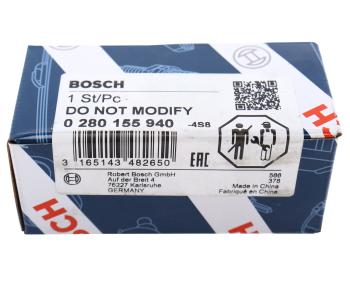 BOSCH
1 St/Pc
DO NOT MODIFY
0 280 155 940 -4S8
3 165143 482650
EAC
Robert Bosch GmbH
Auf der Breit 4
76227 Karlsruhe
GERMANY
586
378
Made in China
Fabriqué en China
BOSCH
BOSCH